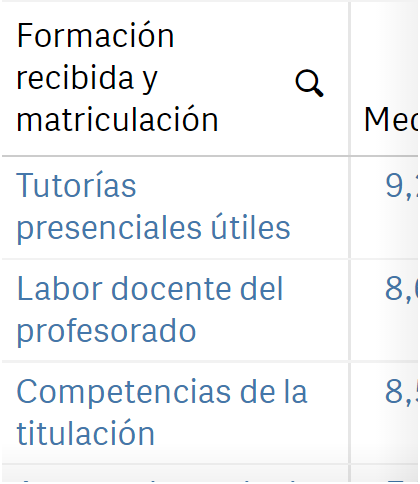 Formación
recibida y
matriculación
Tutorías
presenciales útiles
Labor docente del
profesorado
Competencias de la
titulación